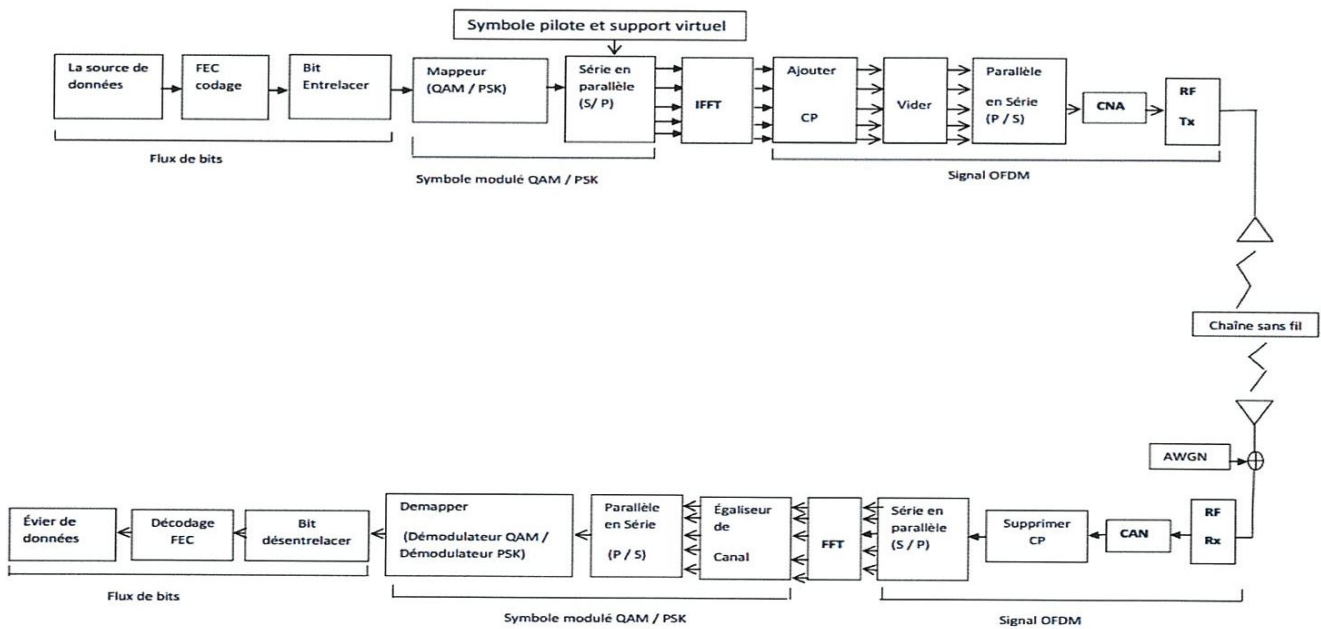 Symbole pilote et support virtuel
La source de
données
FEC
codage
Bit
Entrelacer
Mappeur
(QAM / PSK)
Série en
parallèle
(S/ P)
IFFT
Ajouter
CP
Vider
Parallèle
en Série
(P / S)
CNA
RF
Tx
Flux de bits
Symbole modulé QAM / PSK
Signal OFDM
Chaîne sans fil
AWGN
Évier de
données
Décodage
FEC
Bit
désentrelacer
Demapper
(Démodulateur QAM /
Démodulateur PSK)
Parallèle
en Série
(P / S)
Égaliseur
de
Canal
FFT
Série en
parallèle
(S / P)
Supprimer
CP
CAN
RF
Rx
Flux de bits
Symbole modulé QAM / PSK
Signal OFDM